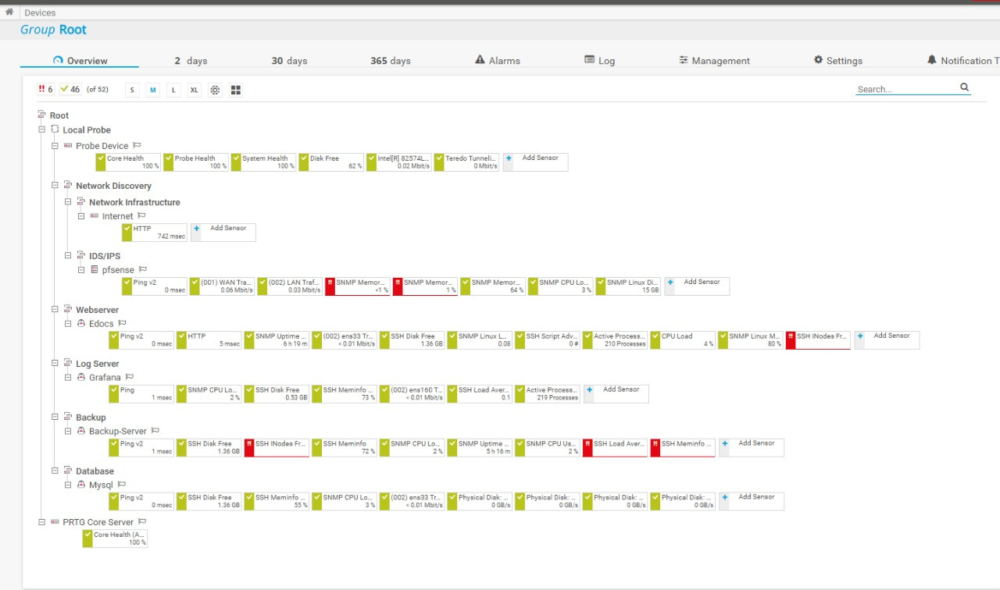 Devices
Group Root
Overview 2 days 30 days 365 days Alarms Log Management Settings Notification T
6 46 (of 52) S M L XL Search...
Root
Local Probe
Probe Device
Core Health Probe Health System Health Disk Free Intel[R] 82574L... Teredo Tunneli... + Add Sensor
100 % 100 % 100 % 62 % 0.02 Mbit/s 0 Mbit/s
Network Discovery
Network Infrastructure
Internet
HTTP + Add Sensor
742 msec
IDS/IPS
pfsense
Ping v2 (001) WAN Tra... (002) LAN Traf... SNMP Memor... SNMP Memor... SNMP Memor... SNMP CPU Lo... SNMP Linux Di... + Add Sensor
0 msec 0.06 Mbit/s 0.03 Mbit/s <1 % 1 % 64 % 3 % 15 GB
Webserver
Edocs
Ping v2 HTTP SNMP Uptime ... (002) ens33 Tr... SSH Disk Free SNMP Linux L... SSH Script Adv... Active Process... CPU Load SNMP Linux M... SSH INodes Fr... + Add Sensor
0 msec 5 msec 6 h 19 m < 0.01 Mbit/s 1.36 GB 0.08 0 # 210 Processes 4 % 80 %
Log Server
Grafana
Ping SNMP CPU Lo... SSH Disk Free SSH Meminfo (002) ens160 T... SSH Load Aver... Active Process... + Add Sensor
1 msec 2 % 0.53 GB 73 % < 0.01 Mbit/s 0.1 219 Processes
Backup
Backup-Server
Ping v2 SSH Disk Free SSH INodes Fr... SSH Meminfo SNMP CPU Lo... SNMP Uptime ... SNMP CPU Us... SSH Load Aver... SSH Meminfo ... + Add Sensor
1 msec 1.36 GB 72 % 2 % 5 h 16 m 2 %
Database
Mysql
Ping v2 SSH Disk Free SSH Meminfo ... SNMP CPU Lo... (002) ens33 Tr... Physical Disk: ... Physical Disk: ... Physical Disk: ... Physical Disk: ... + Add Sensor
0 msec 1.36 GB 55 % 3 % < 0.01 Mbit/s 0 GB/s 0 GB/s 0 GB/s 0 GB/s
PRTG Core Server
Core Health (A...
100 %